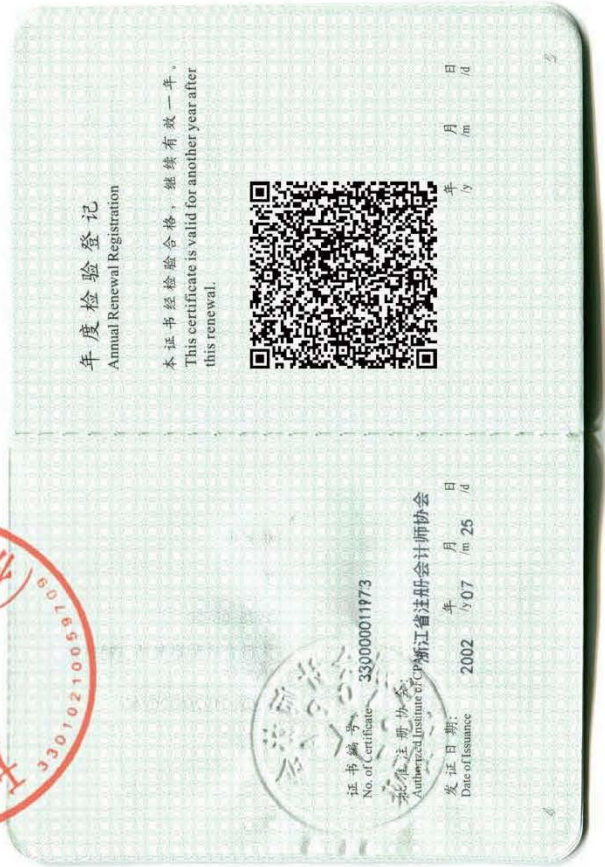 年度检验登记
Annual Renewal Registration
本证书经检验合格，继续有效一年。
This certificate is valid for another year after
this renewal.
年 月 日
/y /m /d
5
证书编号:
No. of Certificate
330000011973
批准注册协会:
Authorized Institute of CPAs
浙江省注册会计师协会
发证日期:
Date of Issuance
2002 年 /y 07 月 /m 25 日 /d
4
3301021005970